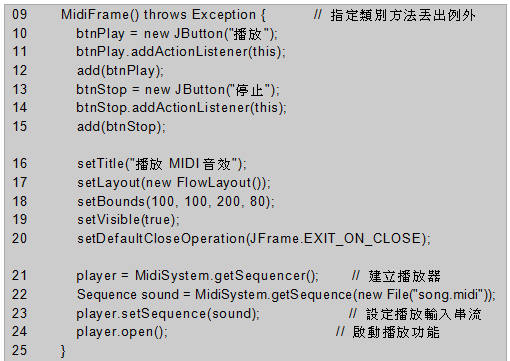 09 MidiFrame() throws Exception { // 指定類別方法丟出例外
10 btnPlay = new JButton("播放");
11 btnPlay.addActionListener(this);
12 add(btnPlay);
13 btnStop = new JButton("停止");
14 btnStop.addActionListener(this);
15 add(btnStop);
16 setTitle("播放 MIDI 音效");
17 setLayout(new FlowLayout());
18 setBounds(100, 100, 200, 80);
19 setVisible(true);
20 setDefaultCloseOperation(JFrame.EXIT_ON_CLOSE);
21 player = MidiSystem.getSequencer(); // 建立播放器
22 Sequence sound = MidiSystem.getSequence(new File("song.midi"));
23 player.setSequence(sound); // 設定播放輸入串流
24 player.open(); // 啟動播放功能
25 }